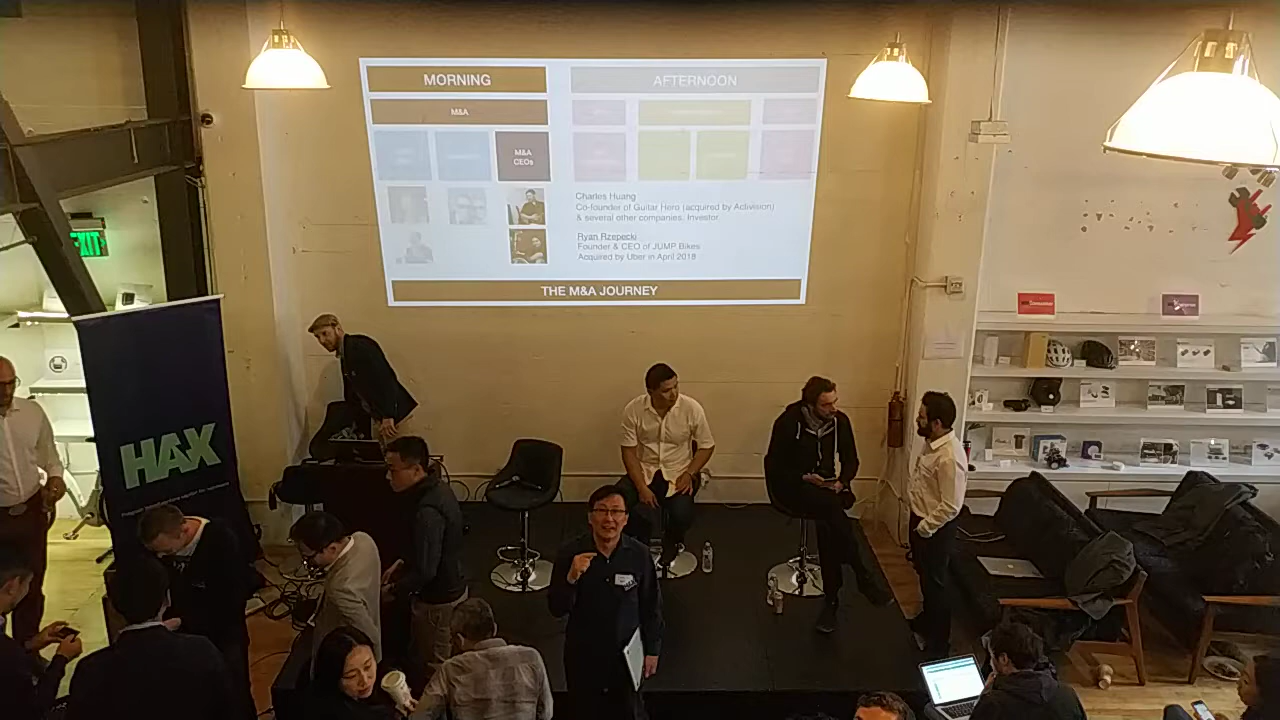 MORNING
AFTERNOON
M&A
M&A
CEOs
Charles Huang
Co-founder of Guitar Hero (acquired by Activision)
& several other companies. Investor.
Ryan Rzepecki
Founder & CEO of JUMP Bikes
Acquired by Uber in April 2018
THE M&A JOURNEY
EXIT
HAX